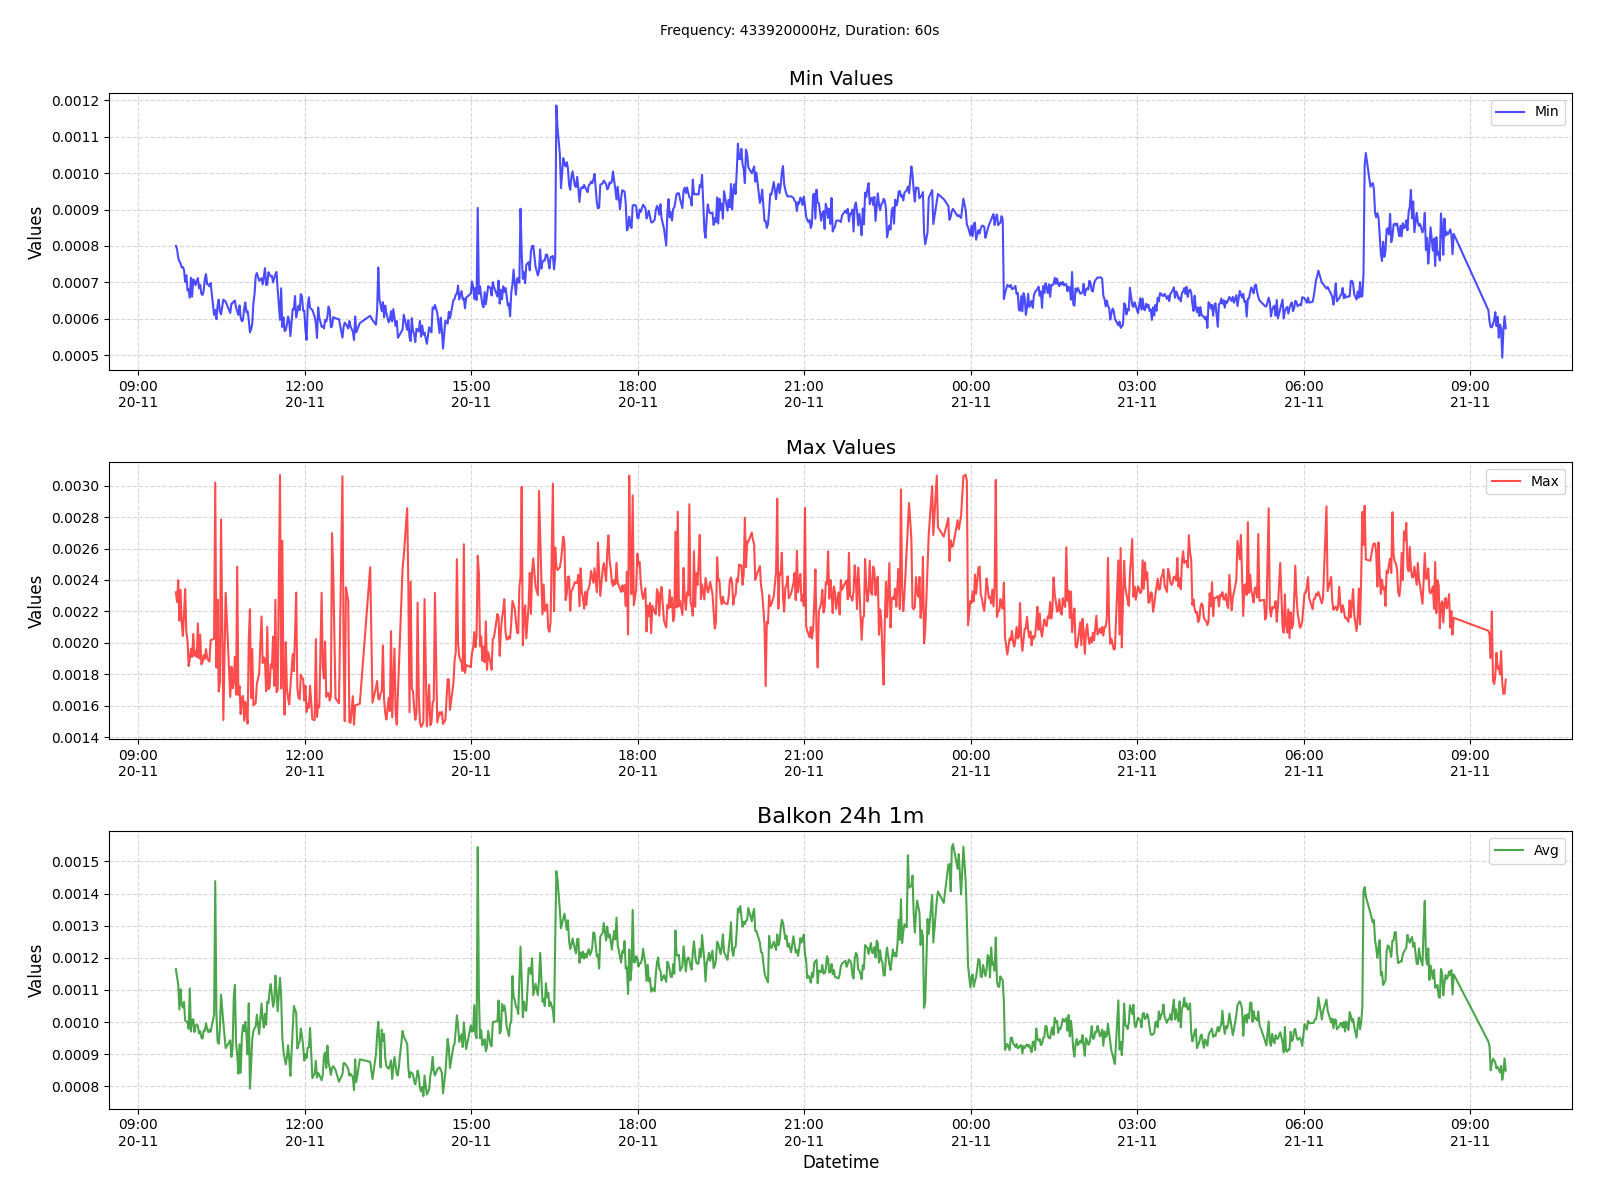 Frequency: 433920000Hz, Duration: 60s
Min Values
Values
0.0012
0.0011
0.0010
0.0009
0.0008
0.0007
0.0006
0.0005
Min
09:00 12:00 15:00 18:00 21:00 00:00 03:00 06:00 09:00
20-11 20-11 20-11 20-11 20-11 21-11 21-11 21-11 21-11
Max Values
Values
0.0030
0.0028
0.0026
0.0024
0.0022
0.0020
0.0018
0.0016
0.0014
Max
09:00 12:00 15:00 18:00 21:00 00:00 03:00 06:00 09:00
20-11 20-11 20-11 20-11 20-11 21-11 21-11 21-11 21-11
Balkon 24h 1m
Values
0.0015
0.0014
0.0013
0.0012
0.0011
0.0010
0.0009
0.0008
Avg
09:00 12:00 15:00 18:00 21:00 00:00 03:00 06:00 09:00
20-11 20-11 20-11 20-11 20-11 21-11 21-11 21-11 21-11
Datetime